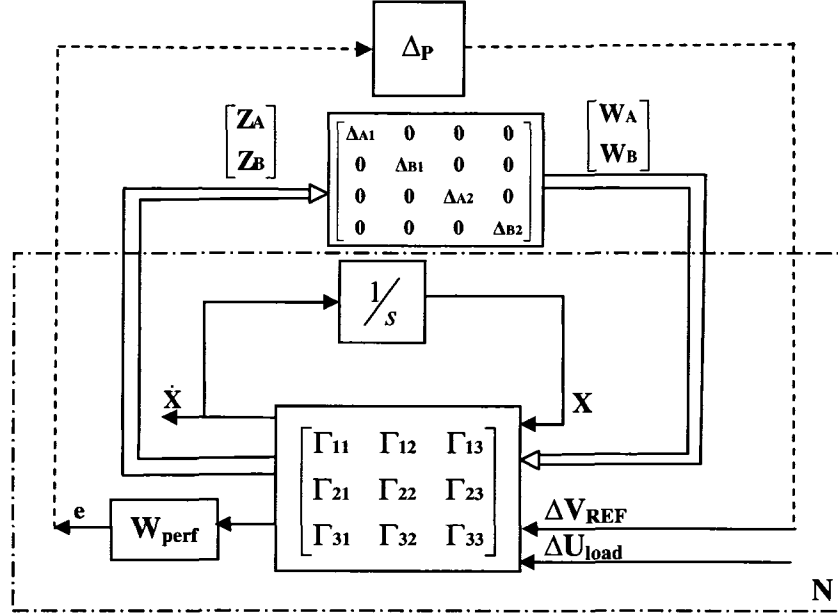 ΔP
ZA
ZB
ΔA1 0 0 0
0 ΔB1 0 0
0 0 ΔA2 0
0 0 0 ΔB2
WA
WB
1/s
Ẋ
X
Γ11 Γ12 Γ13
Γ21 Γ22 Γ23
Γ31 Γ32 Γ33
e
Wperf
ΔVREF
ΔUload
N